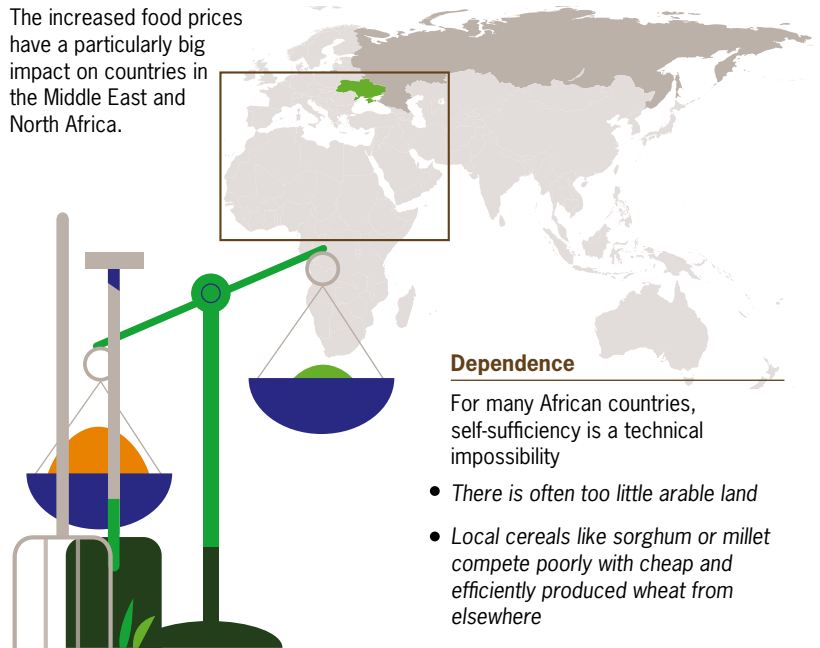 The increased food prices
have a particularly big
impact on countries in
the Middle East and
North Africa.
Dependence
For many African countries,
self-sufficiency is a technical
impossibility
• There is often too little arable land
• Local cereals like sorghum or millet
compete poorly with cheap and
efficiently produced wheat from
elsewhere